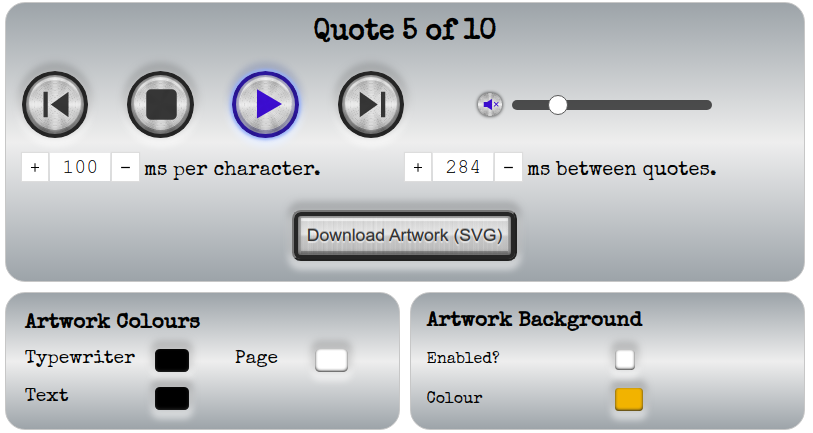 Quote 5 of 10
+ 100 - ms per character.
+ 284 - ms between quotes.
Download Artwork (SVG)
Artwork Colours
Typewriter
Page
Text
Artwork Background
Enabled?
Colour